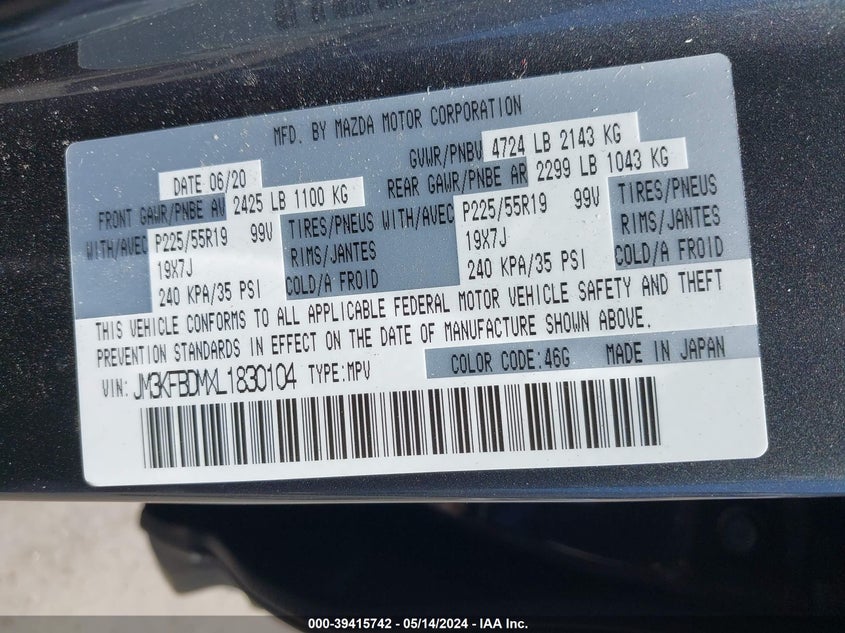 MFD. BY MAZDA MOTOR CORPORATION
DATE 06/20 GVWR/PNBV 4724 LB 2143 KG
FRONT GAWR/PNBE AV 2425 LB 1100 KG REAR GAWR/PNBE AR 2299 LB 1043 KG
WITH/AVEC P225/55R19 99V TIRES/PNEUS WITH/AVEC P225/55R19 99V TIRES/PNEUS
19X7J RIMS/JANTES 19X7J RIMS/JANTES
240 KPA/35 PSI COLD/A FROID 240 KPA/35 PSI COLD/A FROID
THIS VEHICLE CONFORMS TO ALL APPLICABLE FEDERAL MOTOR VEHICLE SAFETY AND THEFT
PREVENTION STANDARDS IN EFFECT ON THE DATE OF MANUFACTURE SHOWN ABOVE.
VIN: JM3KFBDMXL1830104 TYPE:MPV COLOR CODE:46G MADE IN JAPAN
000-39415742 - 05/14/2024 - IAA Inc.